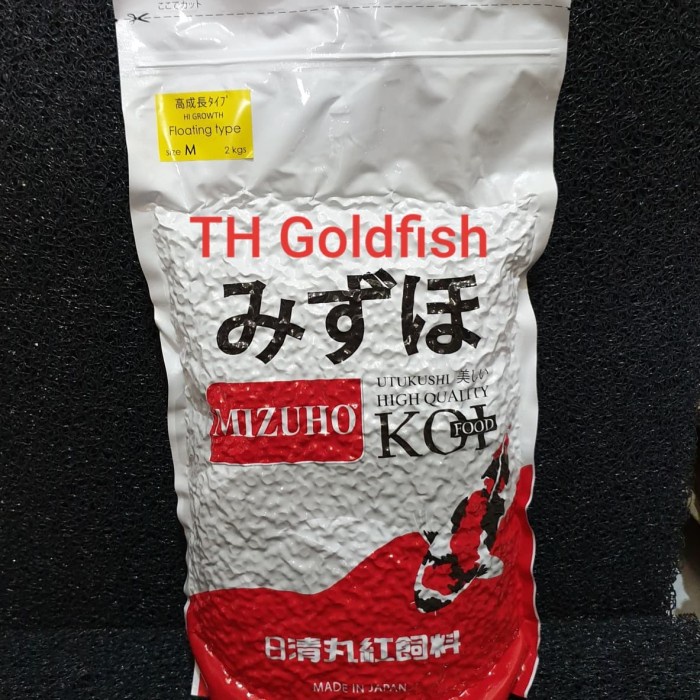 ここでカット
高成長タイプ
HI GROWTH
Floating type
size M 2 kgs
TH Goldfish
みずほ
MIZUHO
UTUKUSHI 美しい
HIGH QUALITY
KOI
FOOD
日清丸紅飼料
MADE IN JAPAN